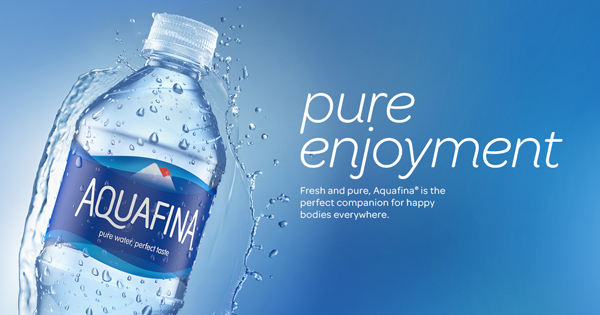 AQUAFINA
pure water, perfect taste
pure
enjoyment
Fresh and pure, Aquafina® is the
perfect companion for happy
bodies everywhere.